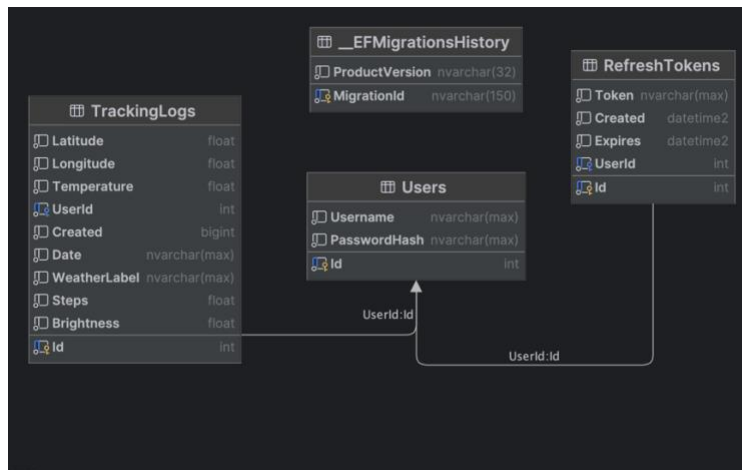 __EFMigrationsHistory
ProductVersion nvarchar(32)
MigrationId nvarchar(150)
RefreshTokens
Token nvarchar(max)
Created datetime2
Expires datetime2
UserId int
Id int
TrackingLogs
Latitude float
Longitude float
Temperature float
UserId int
Created bigint
Date nvarchar(max)
WeatherLabel nvarchar(max)
Steps float
Brightness float
Id int
Users
Username nvarchar(max)
PasswordHash nvarchar(max)
Id int
UserId:Id
UserId:Id